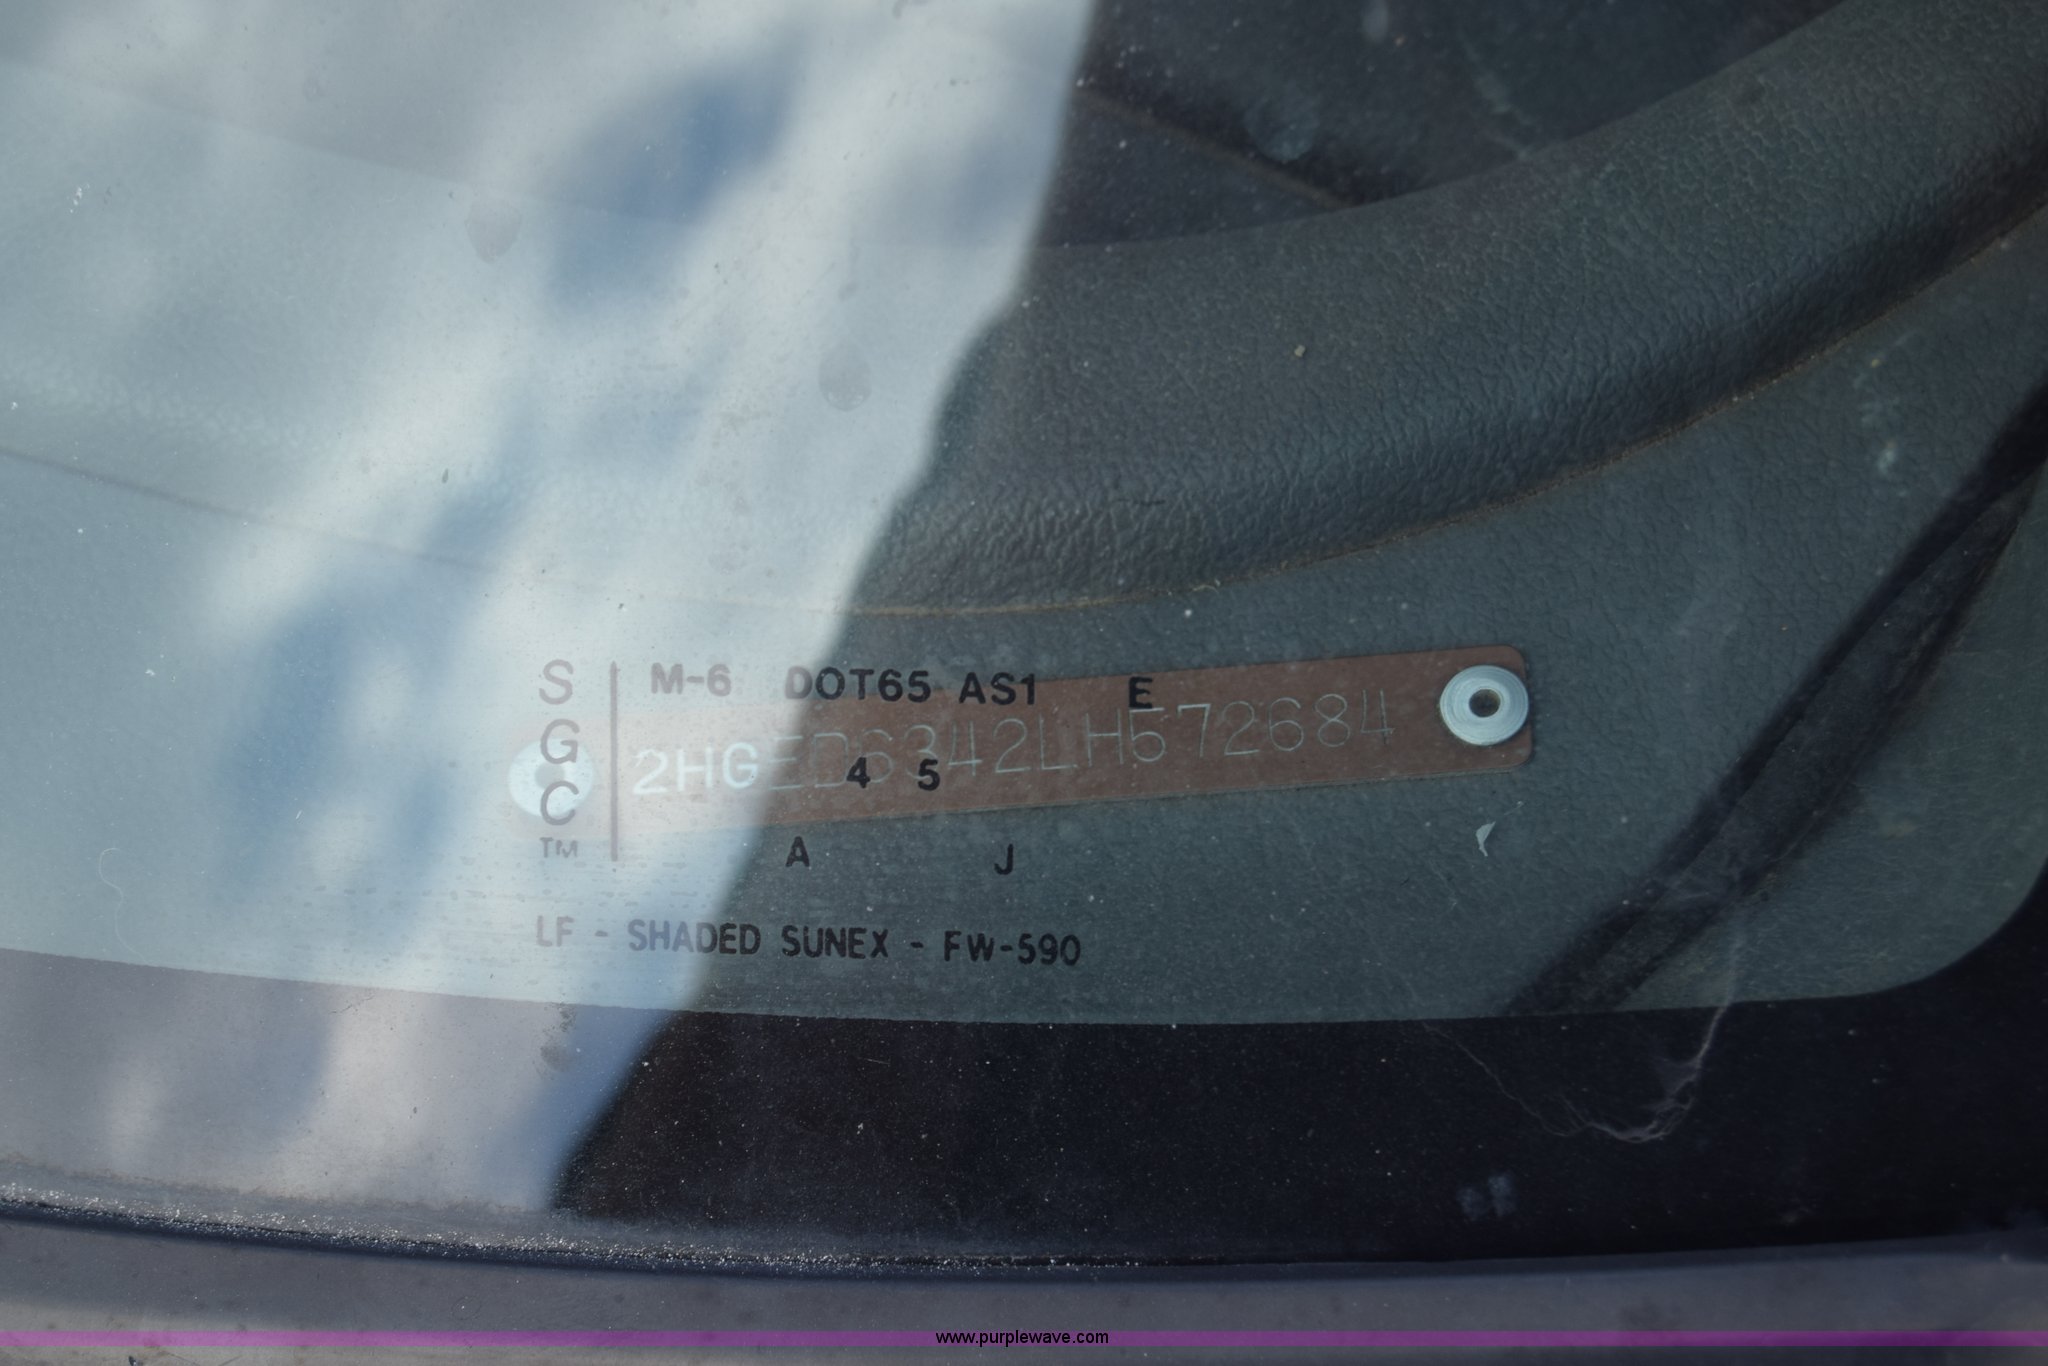 S
G
C
TM
M-6 DOT65 AS1 E
2HGED6342LH572684
4 5
A J
LF - SHADED SUNEX - FW-590
www.purplewave.com